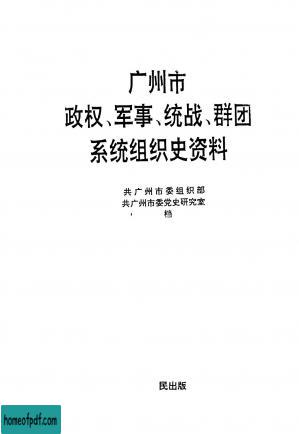 广州市
政权、军事、统战、群团
系统组织史资料
共广州市委组织部
共广州市委党史研究室
档
民出版
homeofpdf.com